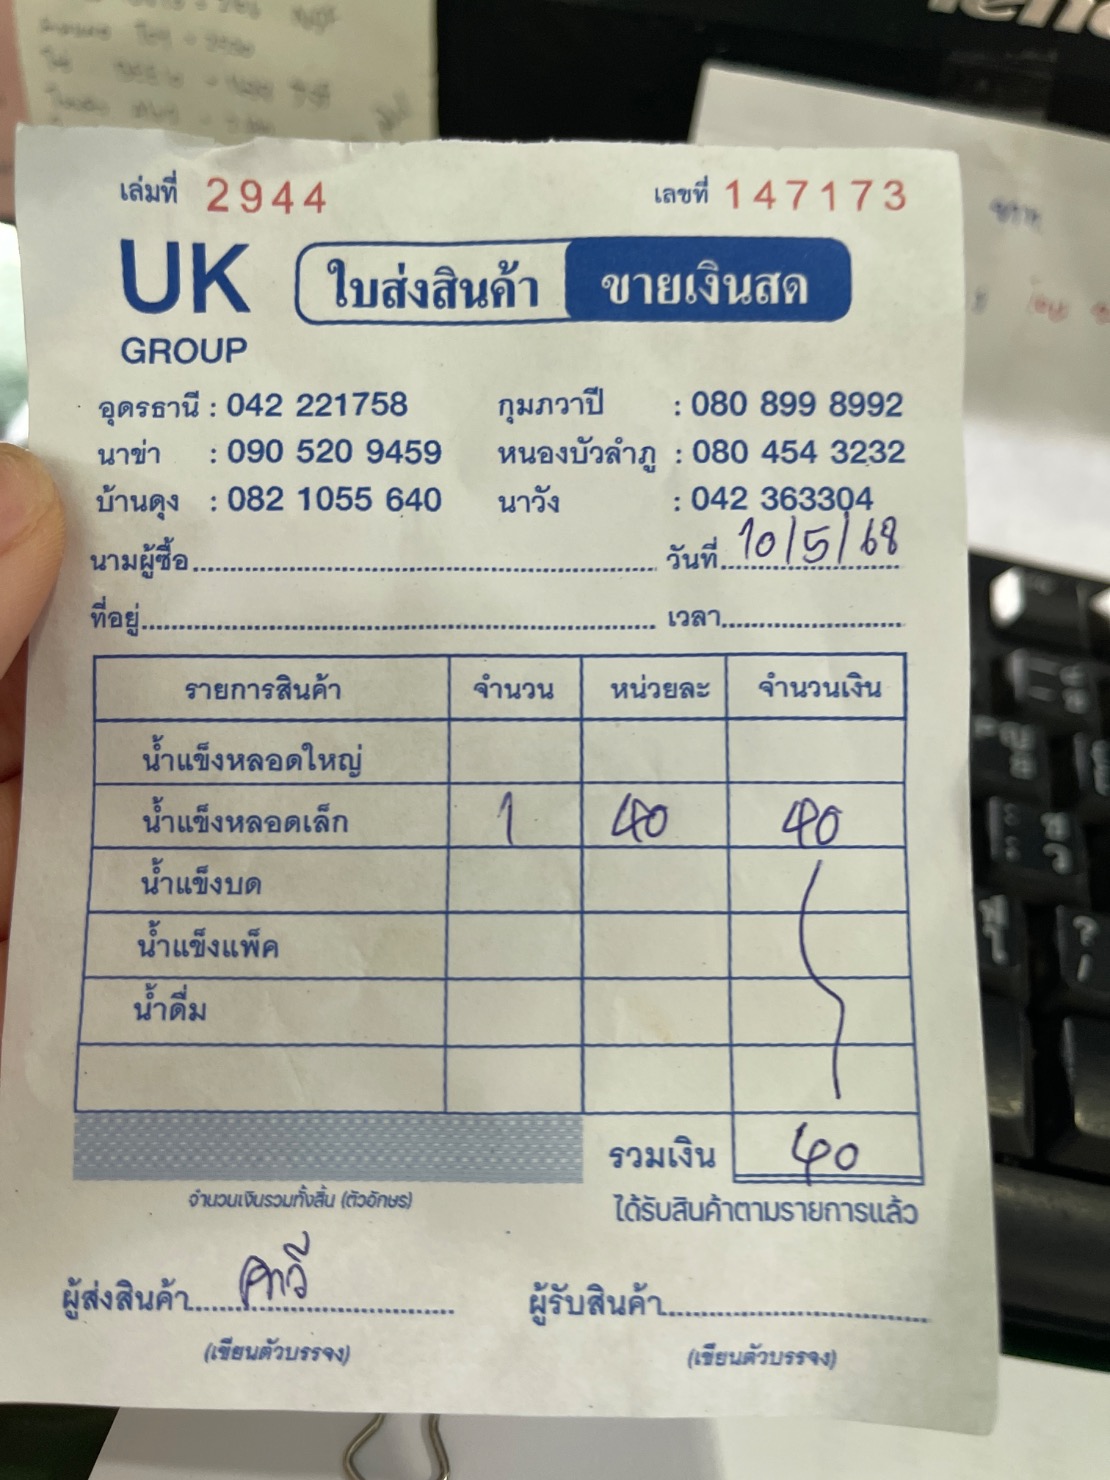 เล่มที่ 2944 เลขที่ 147173
UK GROUP ใบส่งสินค้า ขายเงินสด
อุดรธานี : 042 221758 กุมภวาปี : 080 899 8992
นาข่า : 090 520 9459 หนองบัวลำภู : 080 454 3232
บ้านดุง : 082 1055 640 นาวัง : 042 363304
นามผู้ซื้อ วันที่ 10/5/68
ที่อยู่ เวลา
รายการสินค้า จำนวน หน่วยละ จำนวนเงิน
น้ำแข็งหลอดใหญ่
น้ำแข็งหลอดเล็ก 1 40 40
น้ำแข็งบด
น้ำแข็งแพ็ค
น้ำดื่ม
รวมเงิน 40
จำนวนเงินรวมทั้งสิ้น (ตัวอักษร) ได้รับสินค้าตามรายการแล้ว
ผู้ส่งสินค้า ผู้รับสินค้า
(เขียนตัวบรรจง) (เขียนตัวบรรจง)